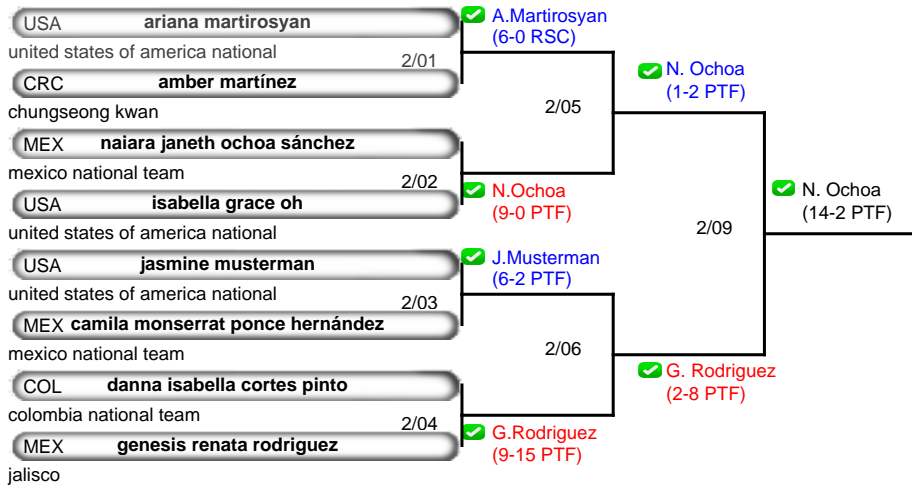 USA ariana martirosyan
united states of america national
2/01
CRC amber martínez
chungseong kwan
MEX naiara janeth ochoa sánchez
mexico national team
2/02
USA isabella grace oh
united states of america national
USA jasmine musterman
united states of america national
2/03
MEX camila monserrat ponce hernández
mexico national team
COL danna isabella cortes pinto
colombia national team
2/04
MEX genesis renata rodriguez
jalisco
A.Martirosyan
(6-0 RSC)
2/05
N.Ochoa
(9-0 PTF)
J.Musterman
(6-2 PTF)
2/06
G.Rodriguez
(9-15 PTF)
N. Ochoa
(1-2 PTF)
2/09
G. Rodriguez
(2-8 PTF)
N. Ochoa
(14-2 PTF)